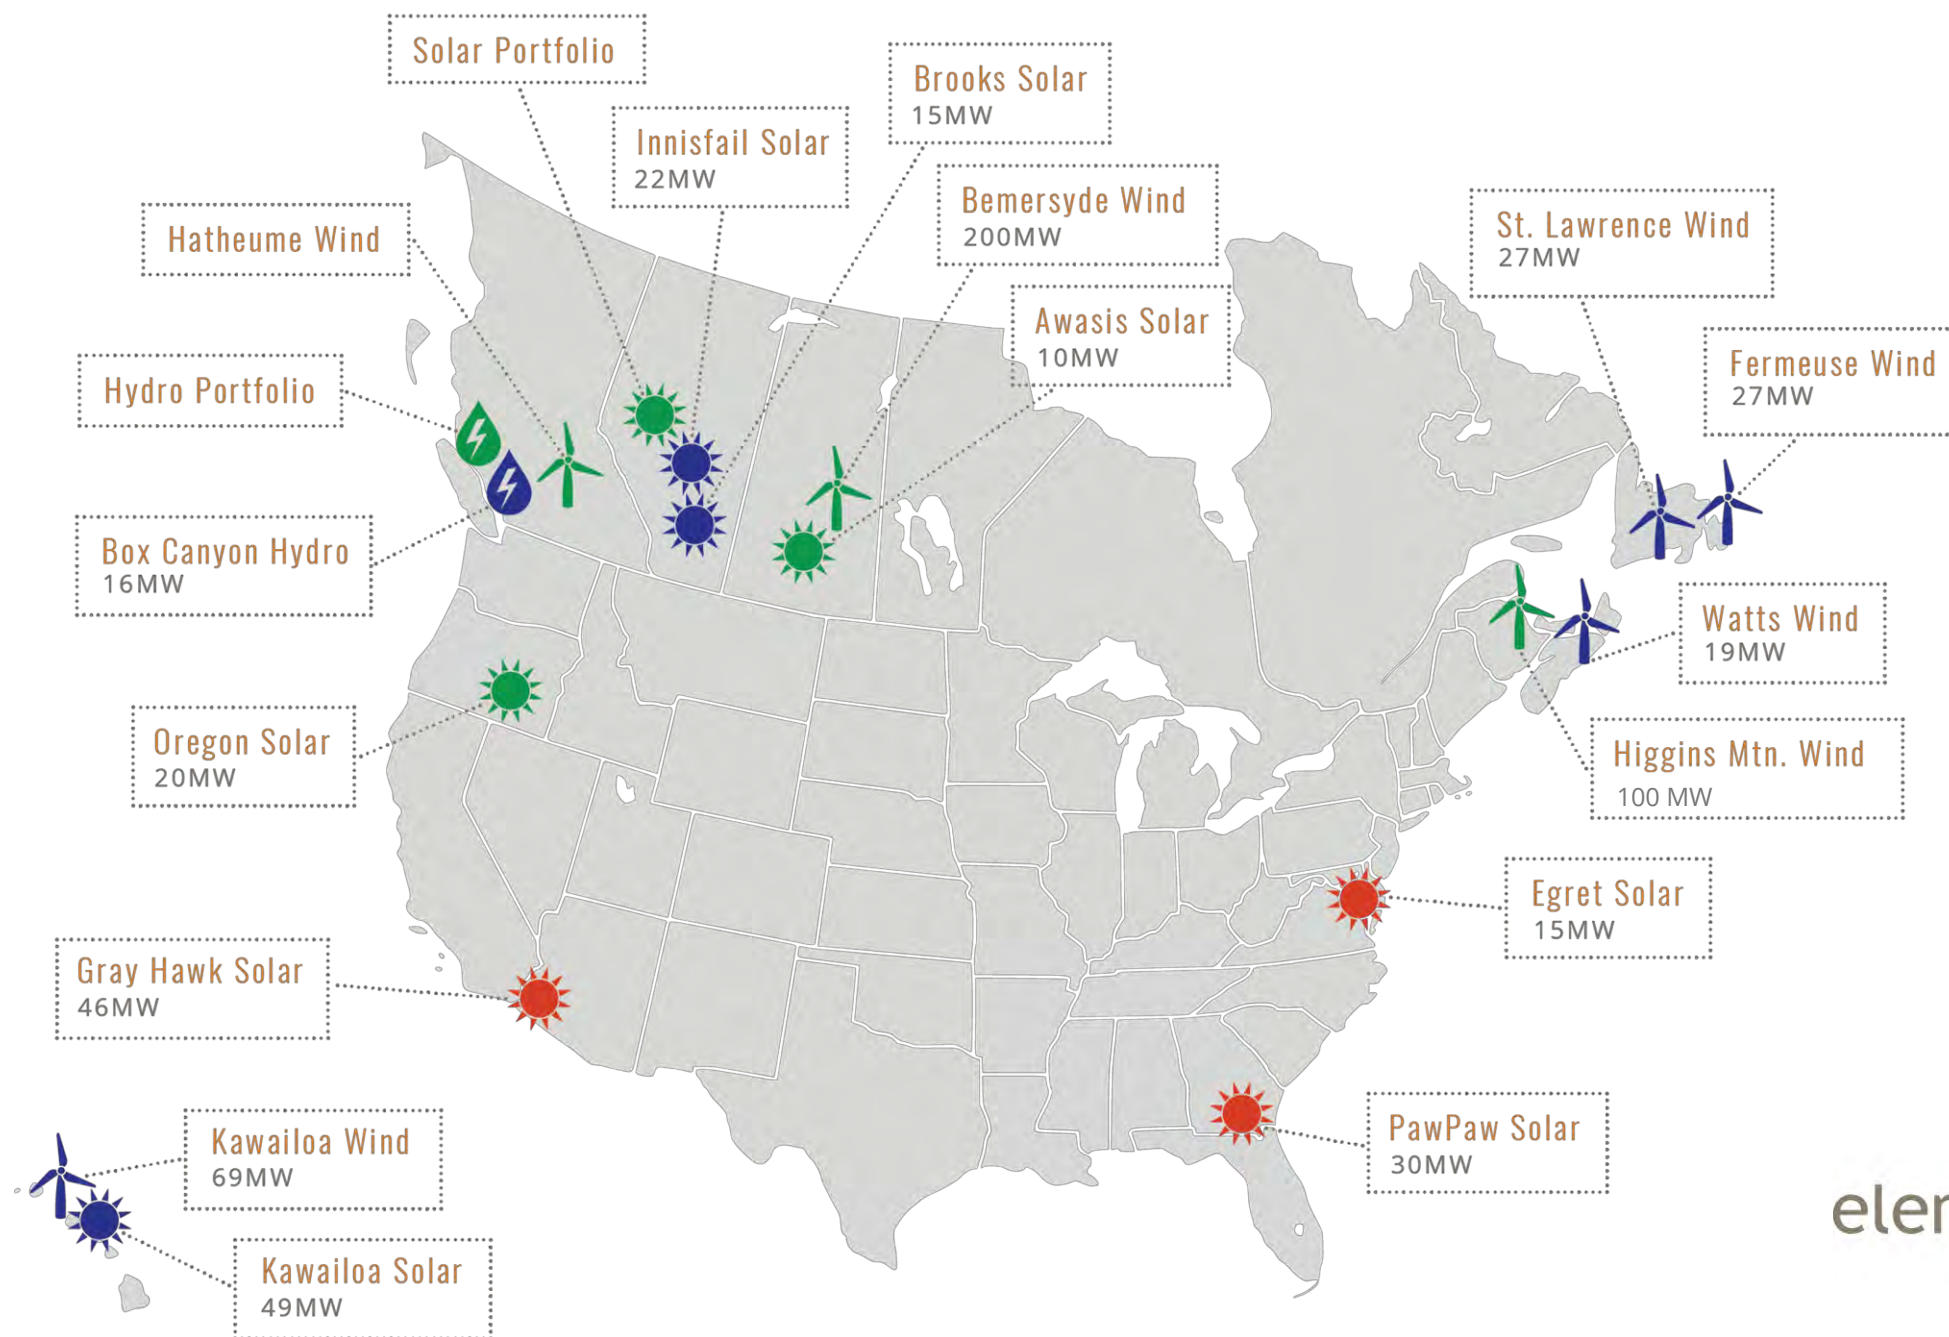 Solar Portfolio
Brooks Solar
15MW
Innisfail Solar
22MW
Bemersyde Wind
200MW
Hatheume Wind
St. Lawrence Wind
27MW
Awasis Solar
10MW
Fermeuse Wind
27MW
Hydro Portfolio
Box Canyon Hydro
16MW
Watts Wind
19MW
Oregon Solar
20MW
Higgins Mtn. Wind
100 MW
Egret Solar
15MW
Gray Hawk Solar
46MW
PawPaw Solar
30MW
Kawailoa Wind
69MW
Kawailoa Solar
49MW
eler